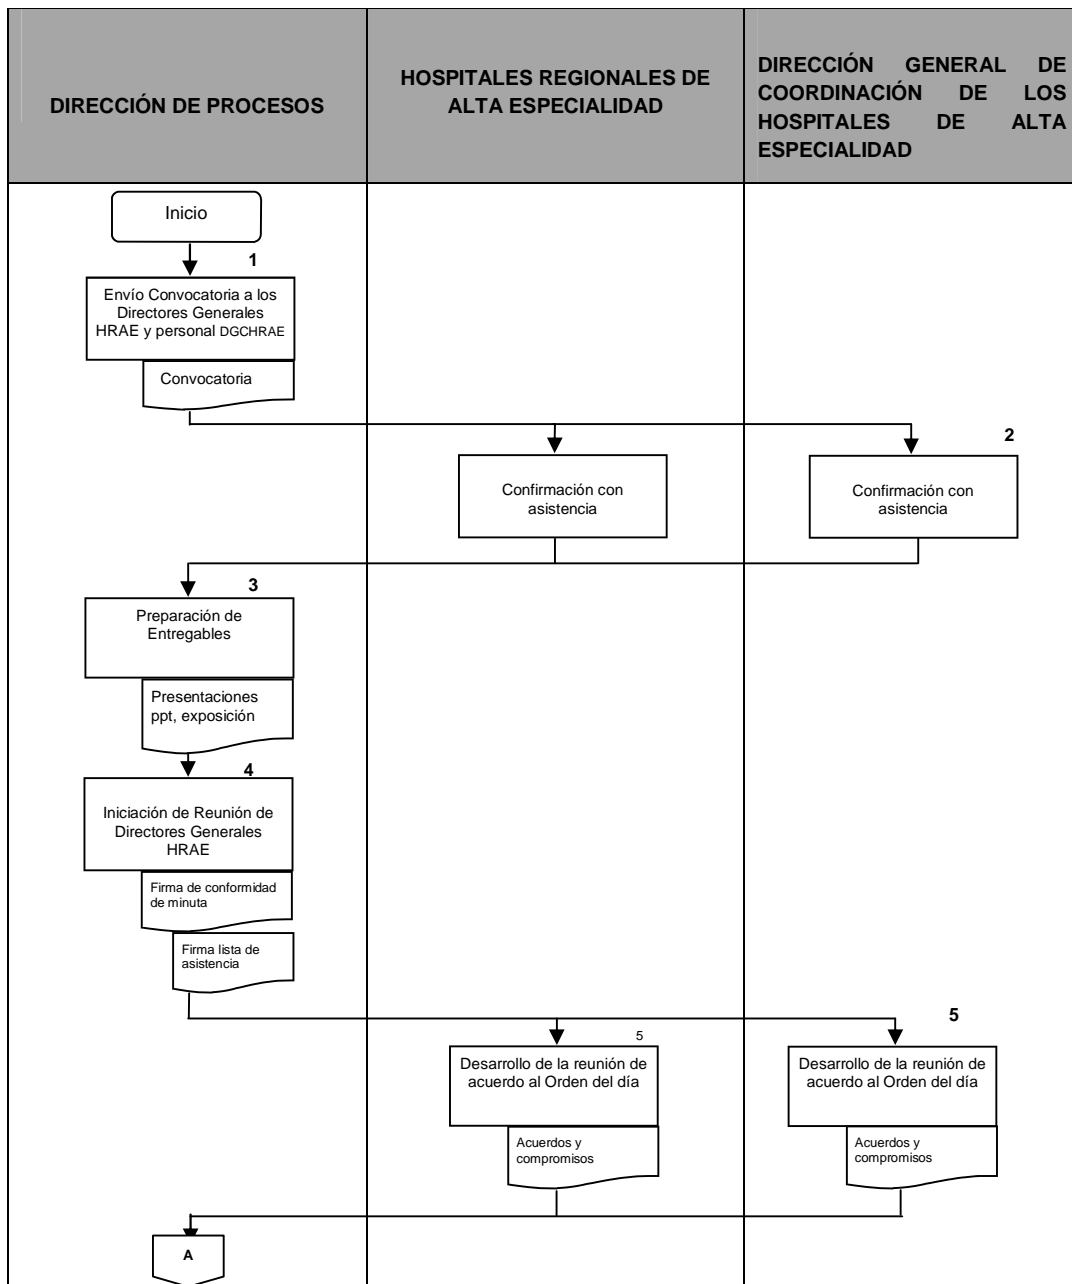 DIRECCIÓN DE PROCESOS
HOSPITALES REGIONALES DE
ALTA ESPECIALIDAD
DIRECCIÓN GENERAL DE
COORDINACIÓN DE LOS
HOSPITALES DE ALTA
ESPECIALIDAD
Inicio
1
Envío Convocatoria a los
Directores Generales
HRAE y personal DGCHRAE
Convocatoria
2
Confirmación con
asistencia
Confirmación con
asistencia
3
Preparación de
Entregables
Presentaciones
ppt, exposición
4
Iniciación de Reunión de
Directores Generales
HRAE
Firma de conformidad
de minuta
Firma lista de
asistencia
5
Desarrollo de la reunión de
acuerdo al Orden del día
Acuerdos y
compromisos
5
Desarrollo de la reunión de
acuerdo al Orden del día
Acuerdos y
compromisos
A